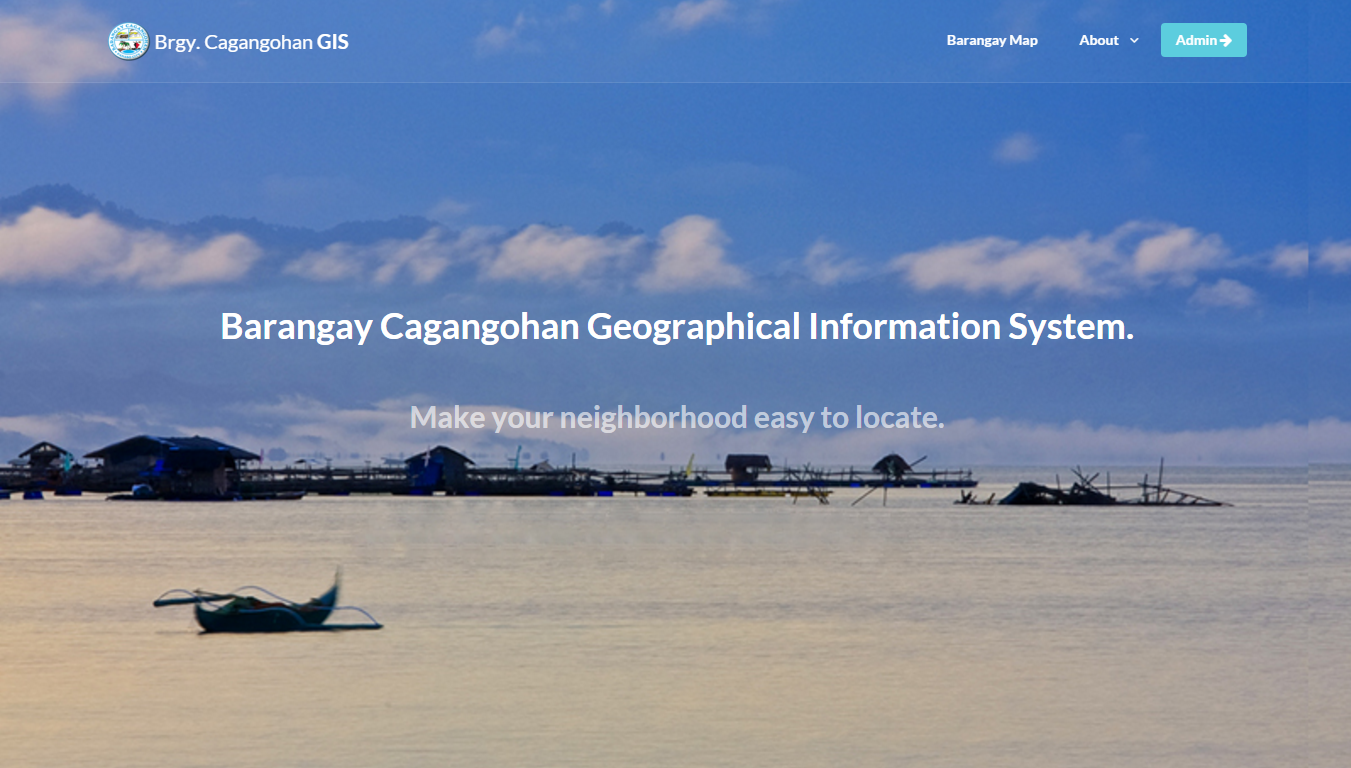 Brgy. Cagangohan GIS
Barangay Map
About
Admin
Barangay Cagangohan Geographical Information System.
Make your neighborhood easy to locate.